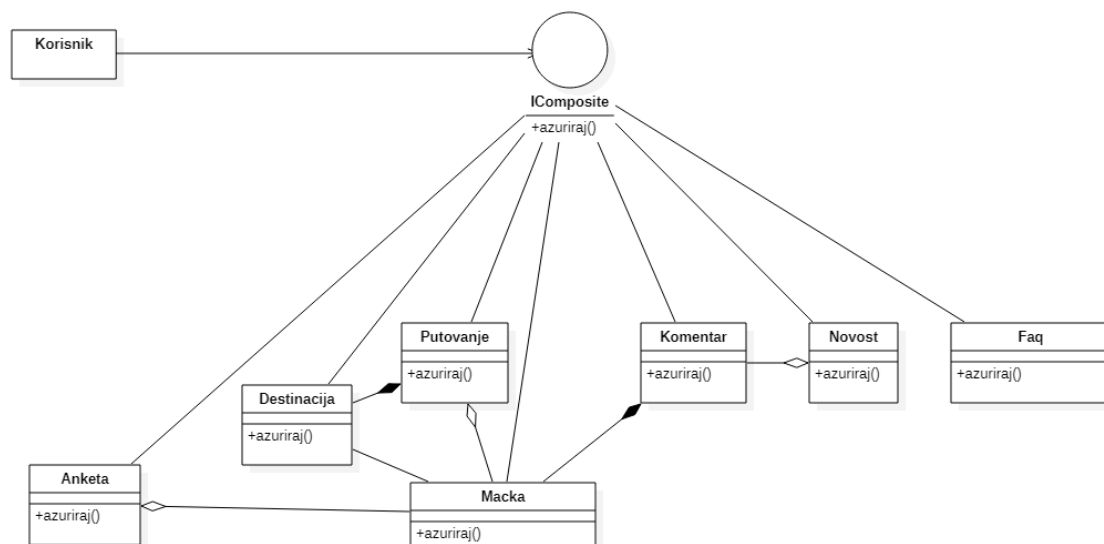 Korisnik
IComposite
+azuriraj()
Putovanje
+azuriraj()
Komentar
+azuriraj()
Novost
+azuriraj()
Faq
+azuriraj()
Destinacija
+azuriraj()
Anketa
+azuriraj()
Macka
+azuriraj()